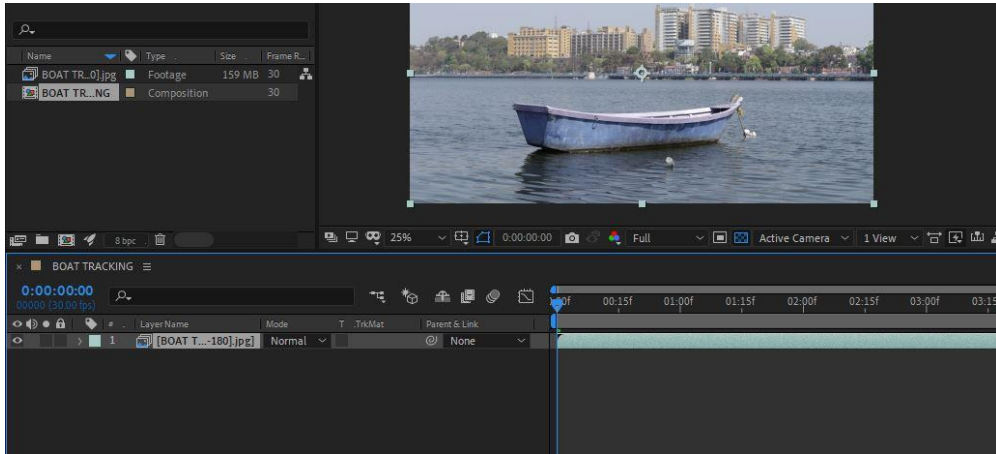 Name Type Size Frame R...
BOAT TR...0].jpg Footage 159 MB 30
BOAT TR...NG Composition 30
8 bpc
25% 0:00:00:00 Full Active Camera 1 View
BOAT TRACKING
0:00:00:00
00000 (30.00 fps)
00f 00:15f 01:00f 01:15f 02:00f 02:15f 03:00f 03:15
# Layer Name Mode T .TrkMat Parent & Link
1 [BOAT T...-180].jpg] Normal None